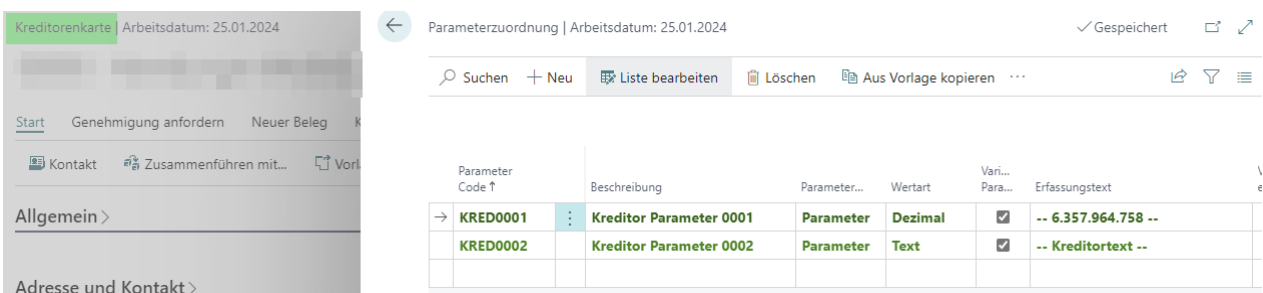 Kreditorenkarte | Arbeitsdatum: 25.01.2024
Start Genehmigung anfordern Neuer Beleg K
Kontakt Zusammenführen mit... Vorl
Allgemein >
Adresse und Kontakt >
Parameterzuordnung | Arbeitsdatum: 25.01.2024 Gespeichert
Suchen Neu Liste bearbeiten Löschen Aus Vorlage kopieren ...
Parameter Code ↑ Beschreibung Parameter... Wertart Vari... Para... Erfassungstext
KRED0001 Kreditor Parameter 0001 Parameter Dezimal -- 6.357.964.758 --
KRED0002 Kreditor Parameter 0002 Parameter Text -- Kreditortext --